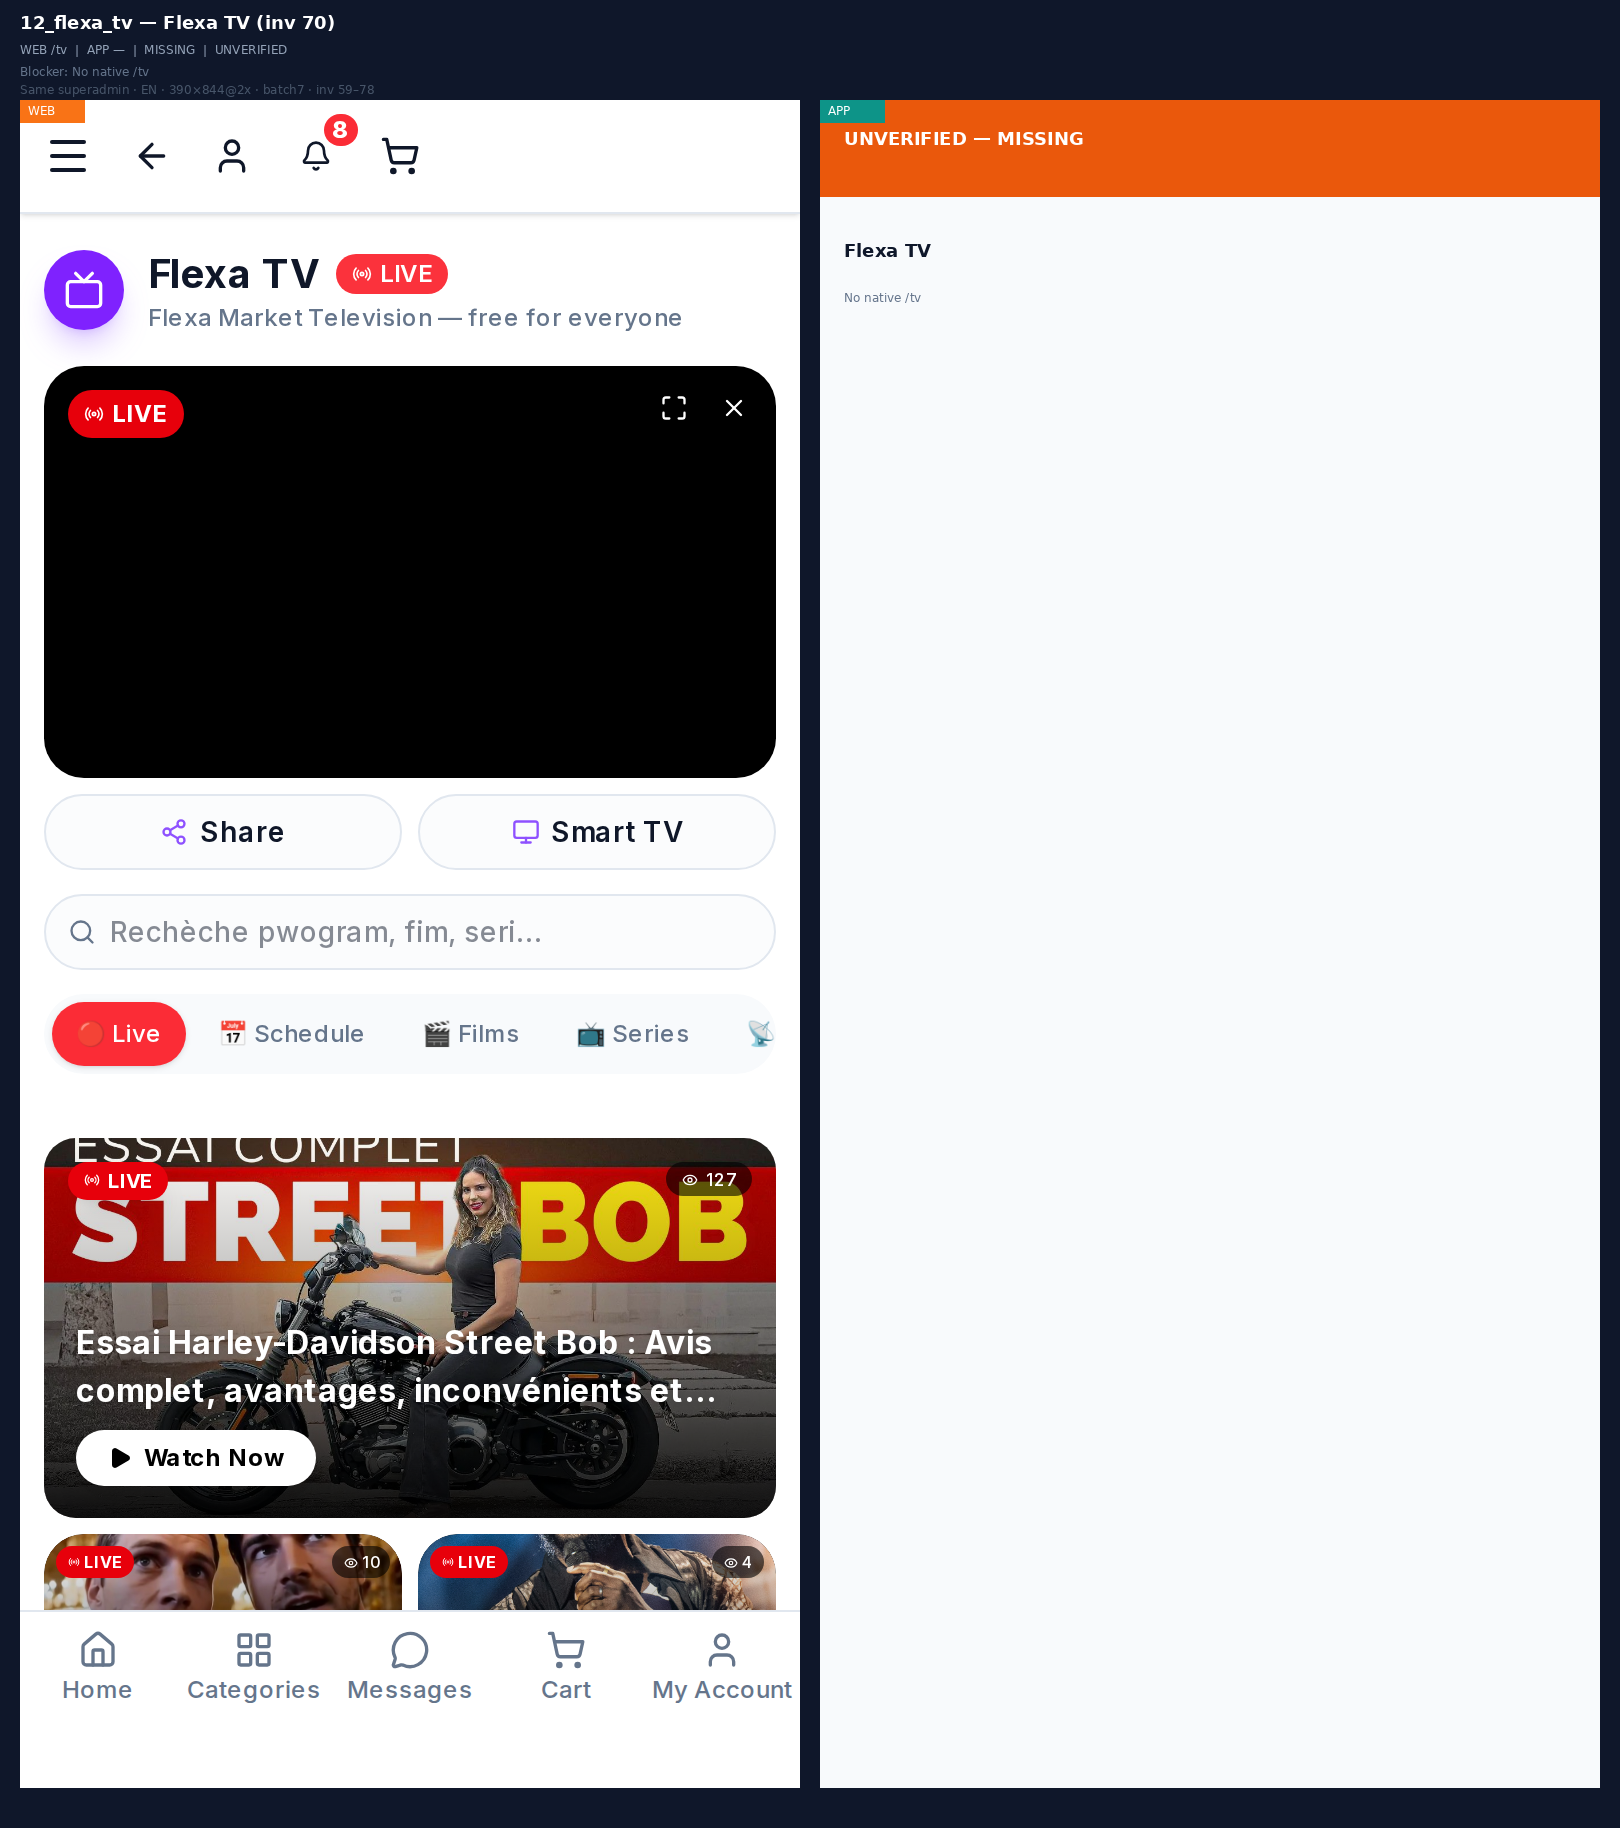 12_flexa_tv — Flexa TV (inv 70)
WEB /tv | APP — | MISSING | UNVERIFIED
Blocker: No native /tv
Same superadmin · EN · 390×844@2x · batch7 · inv 59–78
WEB
8
Flexa TV
LIVE
Flexa Market Television — free for everyone
LIVE
Share
Smart TV
Rechèche pwogram, fim, seri...
Live
Schedule
Films
Series
ESSAI COMPLET
LIVE
127
STREET BOB
Essai Harley-Davidson Street Bob : Avis
complet, avantages, inconvénients et...
Watch Now
LIVE
10
LIVE
4
Home
Categories
Messages
Cart
My Account
APP
UNVERIFIED — MISSING
Flexa TV
No native /tv